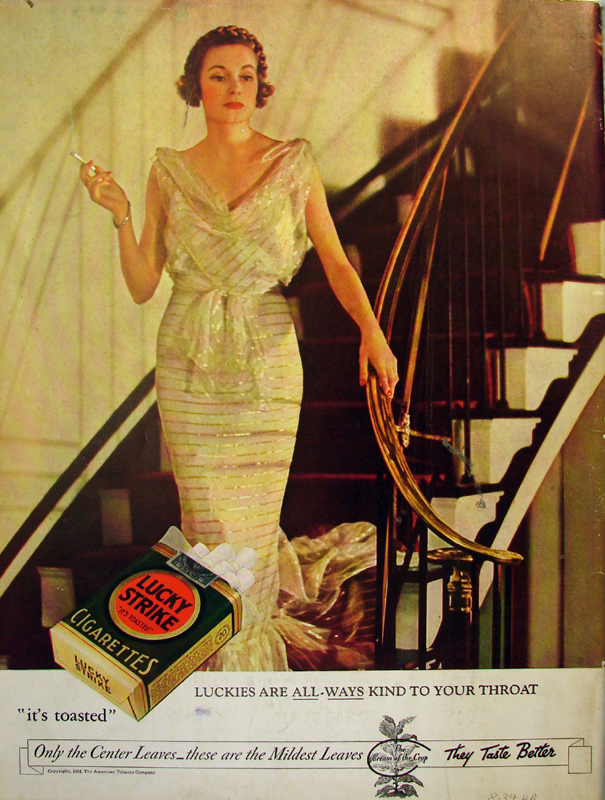 LUCKY
STRIKE
"IT'S TOASTED"
CIGARETTES
20
LUCKY
STRIKE
LUCKIES ARE ALL-WAYS KIND TO YOUR THROAT
"it's toasted"
Only the Center Leaves—these are the Mildest Leaves
The
Cream of the Crop
They Taste Better
Copyright, 1934, The American Tobacco Company